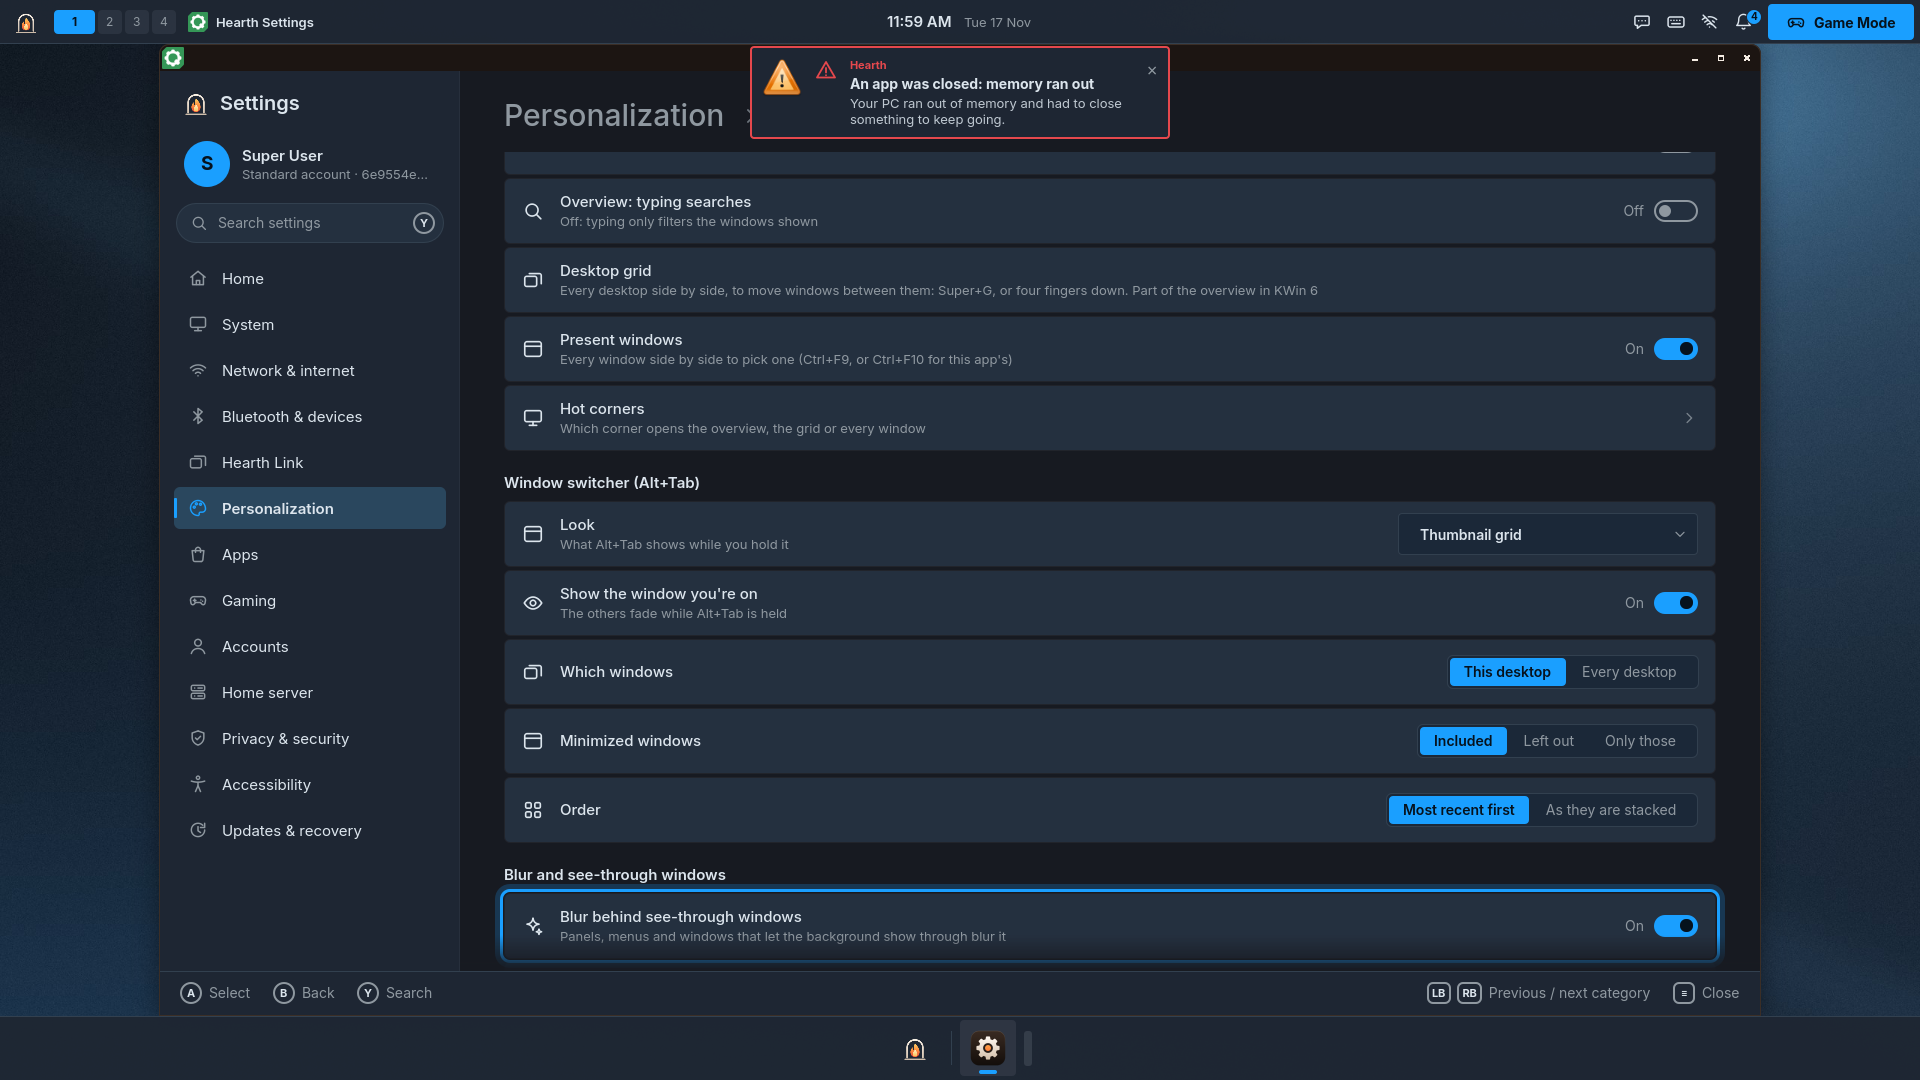 1 2 3 4 Hearth Settings 11:59 AM Tue 17 Nov 4 Game Mode
Hearth
An app was closed: memory ran out
Your PC ran out of memory and had to close
something to keep going.
Settings
S Super User
Standard account · 6e9554e...
Search settings Y
Home
System
Network & internet
Bluetooth & devices
Hearth Link
Personalization
Apps
Gaming
Accounts
Home server
Privacy & security
Accessibility
Updates & recovery
Personalization
Overview: typing searches
Off: typing only filters the windows shown
Off
Desktop grid
Every desktop side by side, to move windows between them: Super+G, or four fingers down. Part of the overview in KWin 6
Present windows
Every window side by side to pick one (Ctrl+F9, or Ctrl+F10 for this app's)
On
Hot corners
Which corner opens the overview, the grid or every window
Window switcher (Alt+Tab)
Look
What Alt+Tab shows while you hold it
Thumbnail grid
Show the window you're on
The others fade while Alt+Tab is held
On
Which windows This desktop Every desktop
Minimized windows Included Left out Only those
Order Most recent first As they are stacked
Blur and see-through windows
Blur behind see-through windows
Panels, menus and windows that let the background show through blur it
On
A Select B Back Y Search LB RB Previous / next category Close